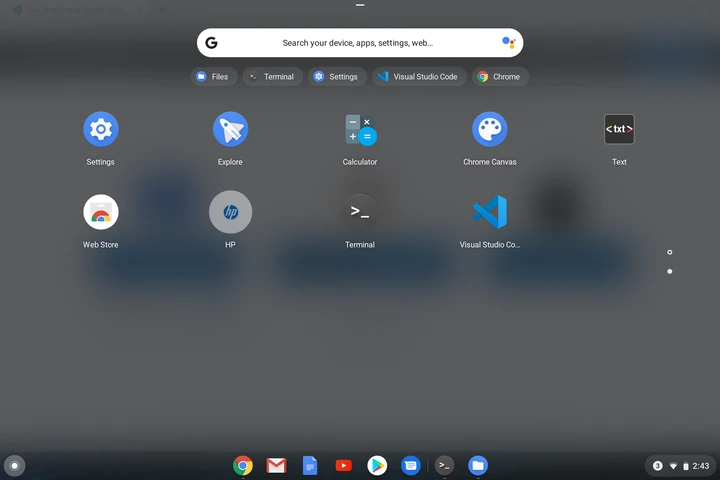 G Search your device, apps, settings, web...
Files >_ Terminal Settings Visual Studio Code Chrome
Settings Explore Calculator Chrome Canvas <txt> Text
Web Store hp HP >_ Terminal Visual Studio Co...
>_ 3 2:43